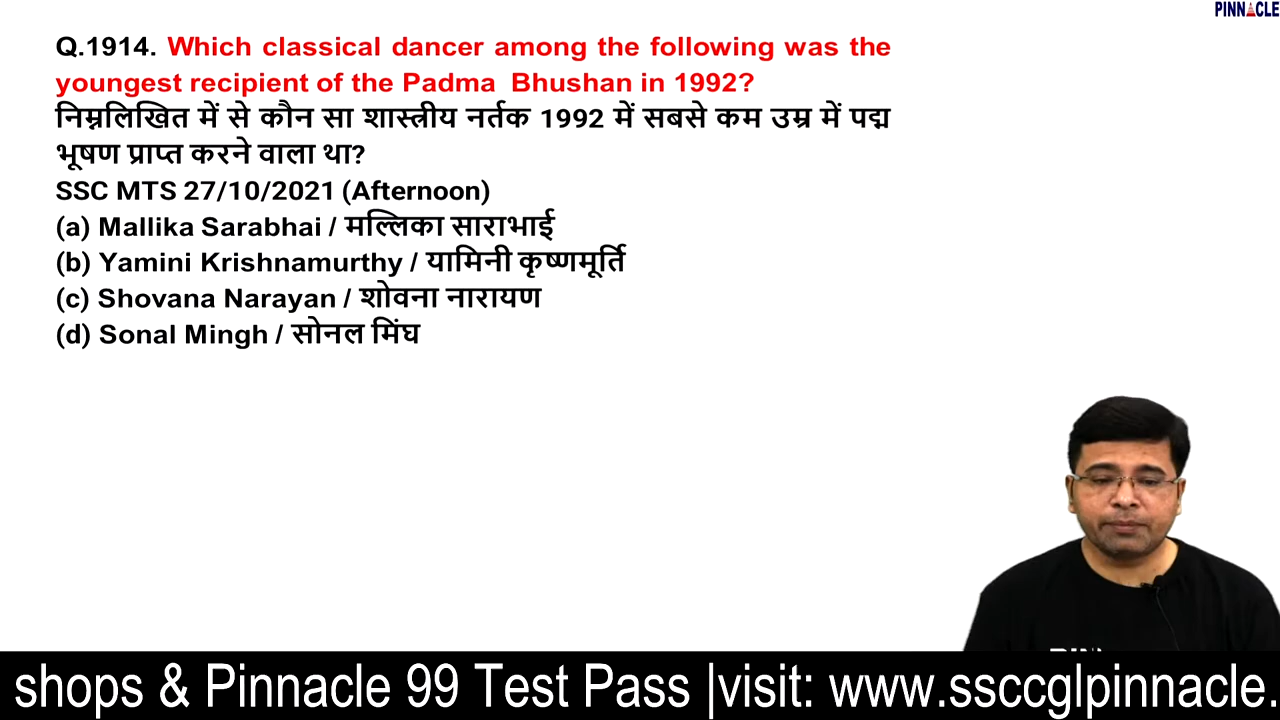 PINNACLE
Q.1914. Which classical dancer among the following was the
youngest recipient of the Padma Bhushan in 1992?
निम्नलिखित में से कौन सा शास्त्रीय नर्तक 1992 में सबसे कम उम्र में पद्म
भूषण प्राप्त करने वाला था?
SSC MTS 27/10/2021 (Afternoon)
(a) Mallika Sarabhai / मल्लिका साराभाई
(b) Yamini Krishnamurthy / यामिनी कृष्णमूर्ति
(c) Shovana Narayan / शोवना नारायण
(d) Sonal Mingh / सोनल मिंघ
shops & Pinnacle 99 Test Pass |visit: www.ssccglpinnacle.